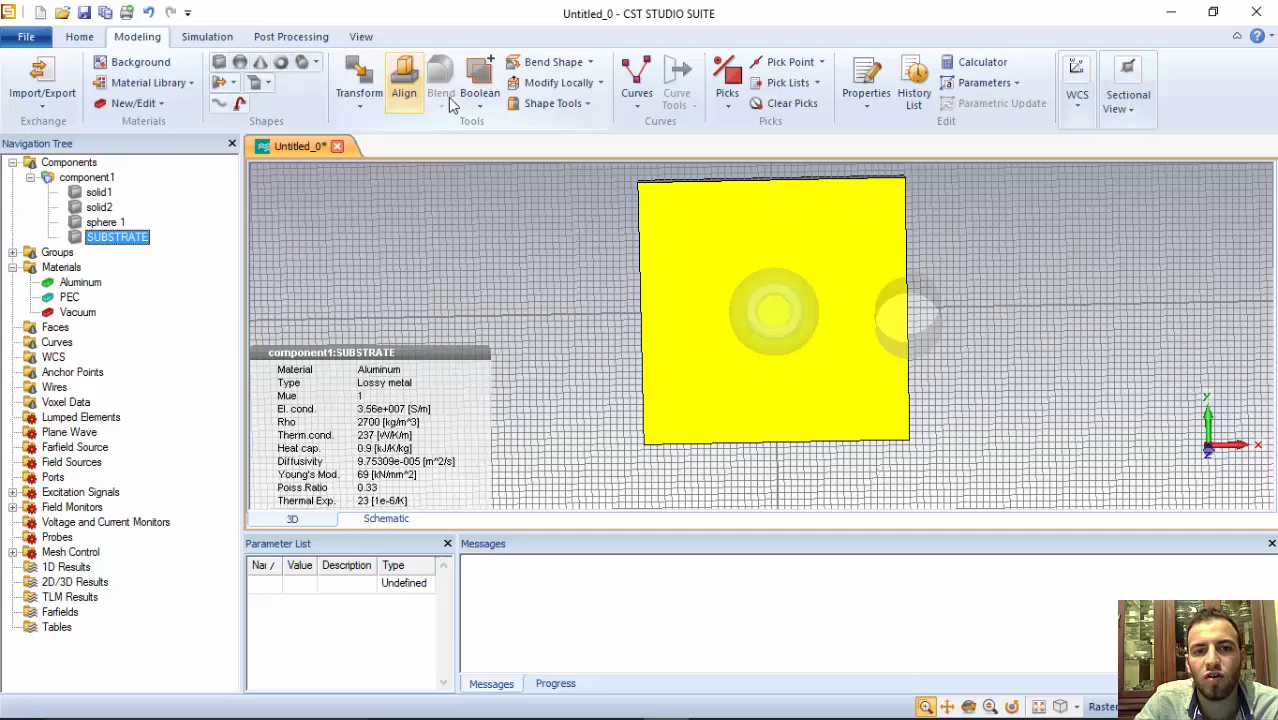 Untitled_0 - CST STUDIO SUITE
File
Home
Modeling
Simulation
Post Processing
View
Import/Export
Exchange
Background
Material Library
New/Edit
Materials
Shapes
Transform
Align
Blend
Boolean
Bend Shape
Modify Locally
Shape Tools
Tools
Curves
Curve Tools
Curves
Picks
Pick Point
Pick Lists
Clear Picks
Picks
Properties
History List
Calculator
Parameters
Parametric Update
Edit
WCS
Sectional View
Navigation Tree
Components
component1
solid1
solid2
sphere 1
SUBSTRATE
Groups
Materials
Aluminum
PEC
Vacuum
Faces
Curves
WCS
Anchor Points
Wires
Voxel Data
Lumped Elements
Plane Wave
Farfield Source
Field Sources
Ports
Excitation Signals
Field Monitors
Voltage and Current Monitors
Probes
Mesh Control
1D Results
2D/3D Results
TLM Results
Farfields
Tables
Untitled_0*
component1:SUBSTRATE
Material Aluminum
Type Lossy metal
Mue 1
El. cond. 3.56e+007 [S/m]
Rho 2700 [kg/m^3]
Therm.cond. 237 [W/K/m]
Heat cap. 0.9 [kJ/K/kg]
Diffusivity 9.75309e-005 [m^2/s]
Young's Mod. 69 [kN/mm^2]
Poiss.Ratio 0.33
Thermal Exp. 23 [1e-6/K]
y
x
z
3D
Schematic
Parameter List
Nar
Value
Description
Type
Undefined
Messages
Messages
Progress
Raster